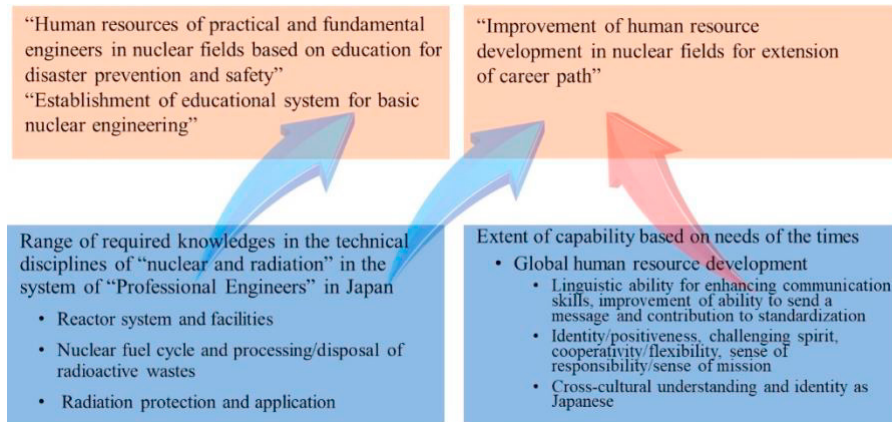 “Human resources of practical and fundamental
engineers in nuclear fields based on education for
disaster prevention and safety”
“Establishment of educational system for basic
nuclear engineering”
“Improvement of human resource
development in nuclear fields for extension
of career path”
Range of required knowledges in the technical
disciplines of “nuclear and radiation” in the
system of “Professional Engineers” in Japan
• Reactor system and facilities
• Nuclear fuel cycle and processing/disposal of
radioactive wastes
• Radiation protection and application
Extent of capability based on needs of the times
• Global human resource development
• Linguistic ability for enhancing communication
skills, improvement of ability to send a
message and contribution to standardization
• Identity/positiveness, challenging spirit,
cooperativity/flexibility, sense of
responsibility/sense of mission
• Cross-cultural understanding and identity as
Japanese